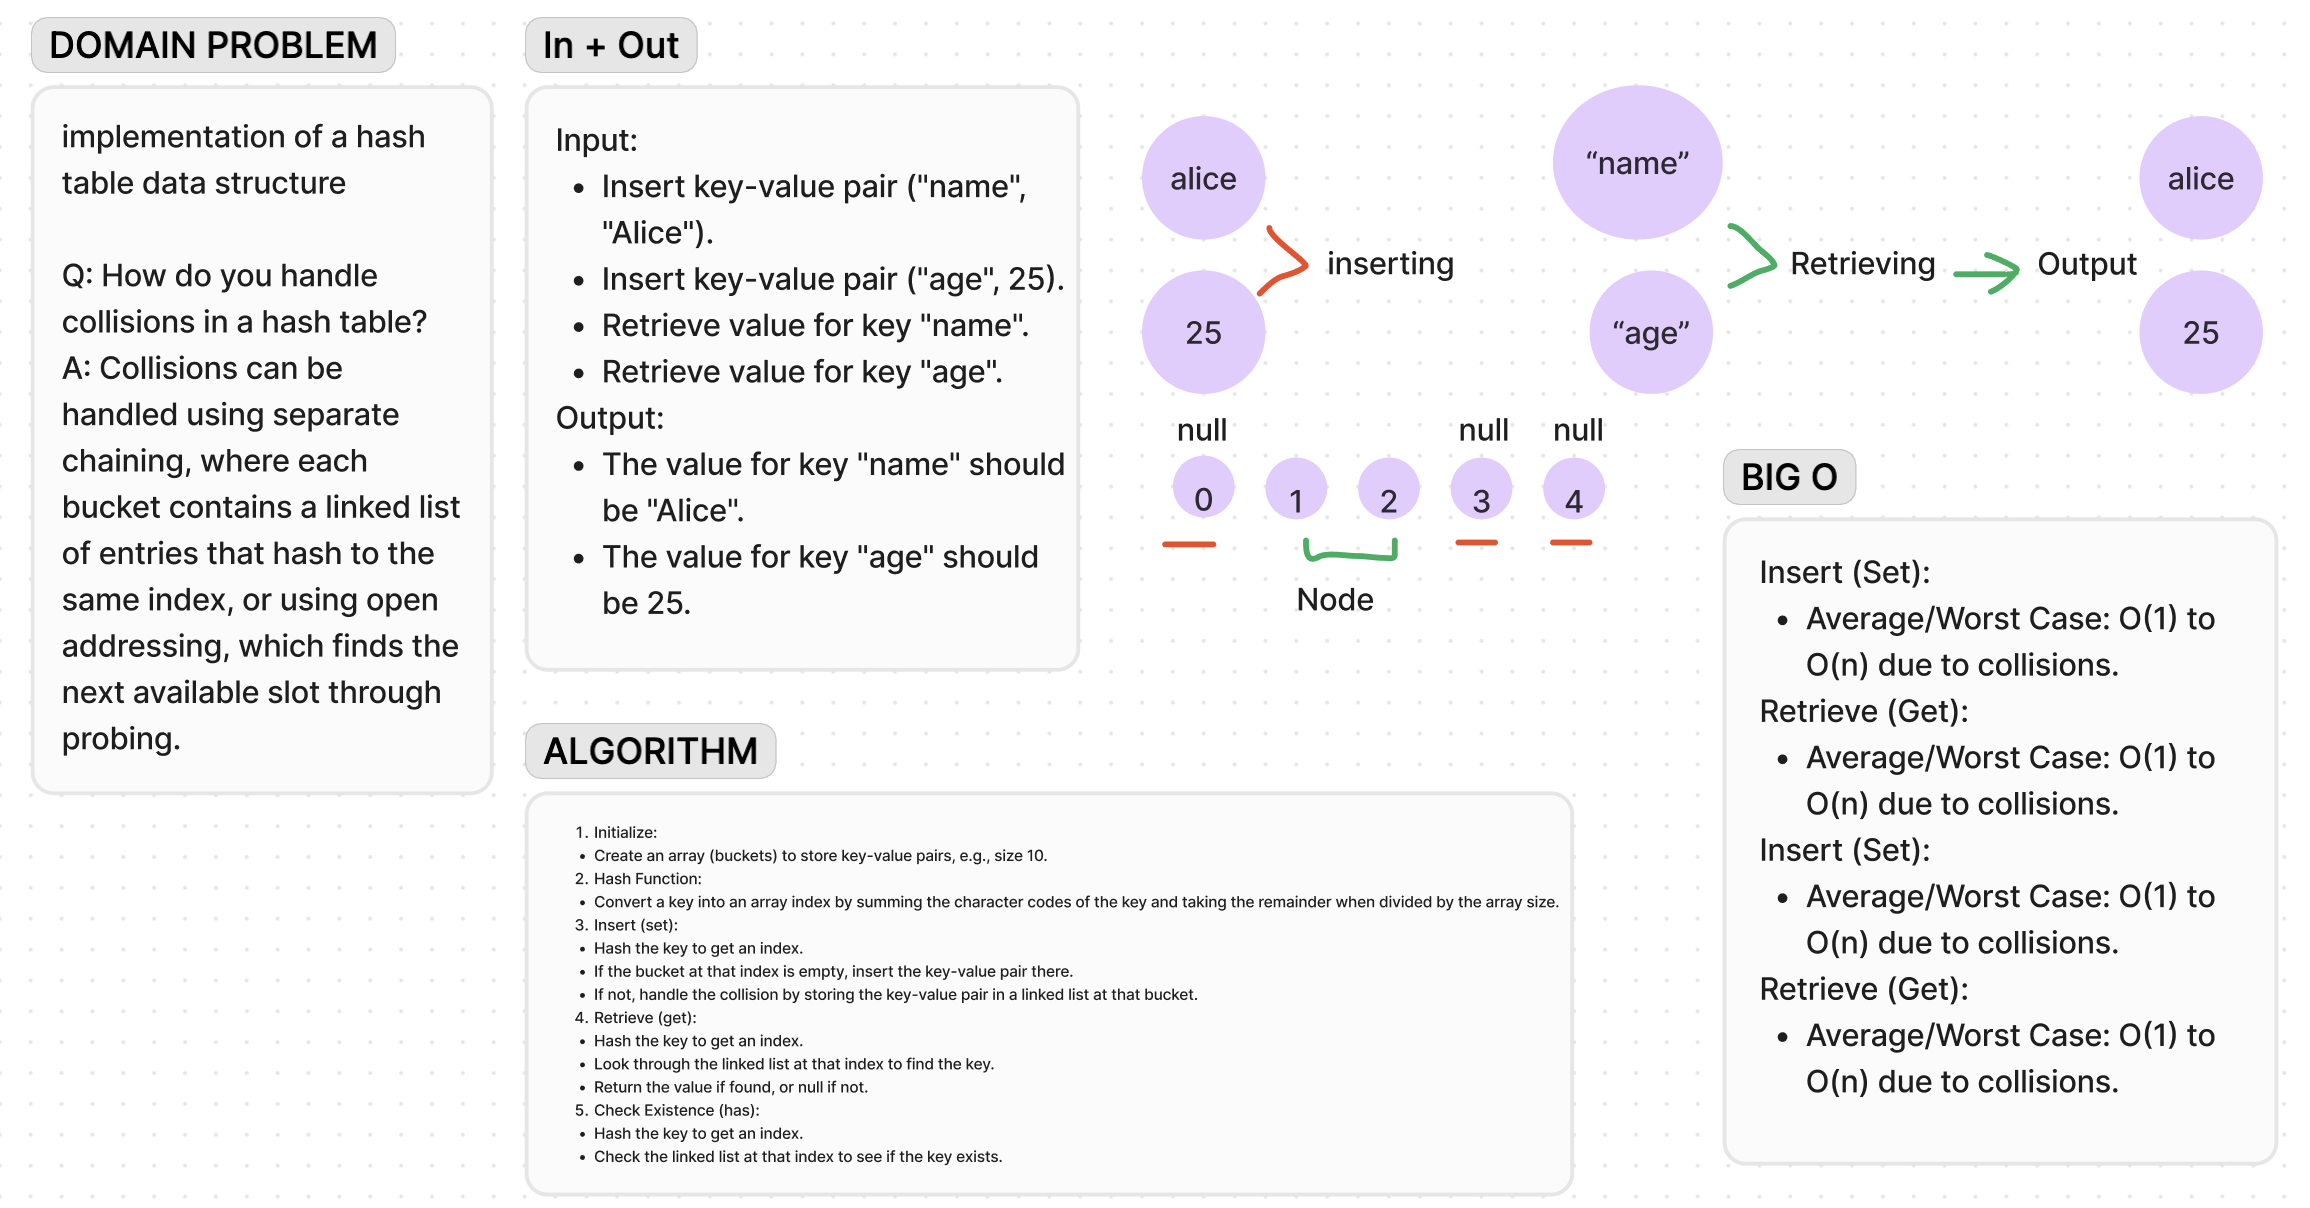 DOMAIN PROBLEM
implementation of a hash
table data structure
Q: How do you handle
collisions in a hash table?
A: Collisions can be
handled using separate
chaining, where each
bucket contains a linked list
of entries that hash to the
same index, or using open
addressing, which finds the
next available slot through
probing.
In + Out
Input:
• Insert key-value pair ("name",
"Alice").
• Insert key-value pair ("age", 25).
• Retrieve value for key "name".
• Retrieve value for key "age".
Output:
• The value for key "name" should
be "Alice".
• The value for key "age" should
be 25.
alice
25
inserting
“name”
“age”
Retrieving
Output
alice
25
null null null
0 1 2 3 4
Node
ALGORITHM
1. Initialize:
• Create an array (buckets) to store key-value pairs, e.g., size 10.
2. Hash Function:
• Convert a key into an array index by summing the character codes of the key and taking the remainder when divided by the array size.
3. Insert (set):
• Hash the key to get an index.
• If the bucket at that index is empty, insert the key-value pair there.
• If not, handle the collision by storing the key-value pair in a linked list at that bucket.
4. Retrieve (get):
• Hash the key to get an index.
• Look through the linked list at that index to find the key.
• Return the value if found, or null if not.
5. Check Existence (has):
• Hash the key to get an index.
• Check the linked list at that index to see if the key exists.
BIG O
Insert (Set):
• Average/Worst Case: O(1) to
O(n) due to collisions.
Retrieve (Get):
• Average/Worst Case: O(1) to
O(n) due to collisions.
Insert (Set):
• Average/Worst Case: O(1) to
O(n) due to collisions.
Retrieve (Get):
• Average/Worst Case: O(1) to
O(n) due to collisions.